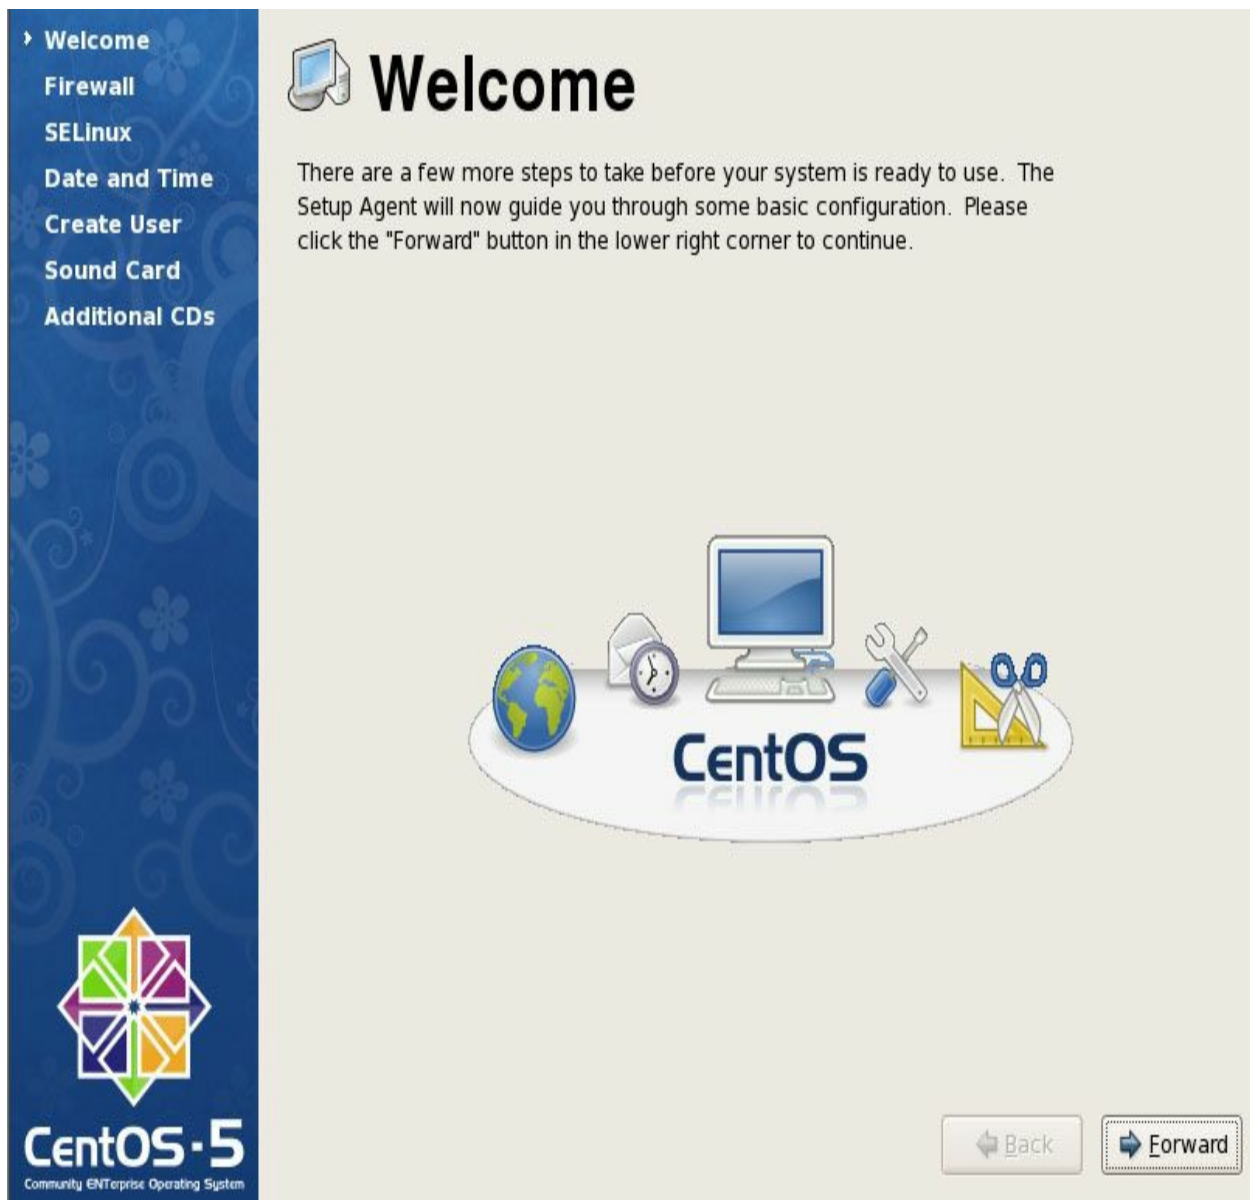 Welcome
Firewall
SELinux
Date and Time
Create User
Sound Card
Additional CDs
Welcome
There are a few more steps to take before your system is ready to use. The
Setup Agent will now guide you through some basic configuration. Please
click the "Forward" button in the lower right corner to continue.
CentOS
CentOS-5
Community ENTerprise Operating System
Back
Forward